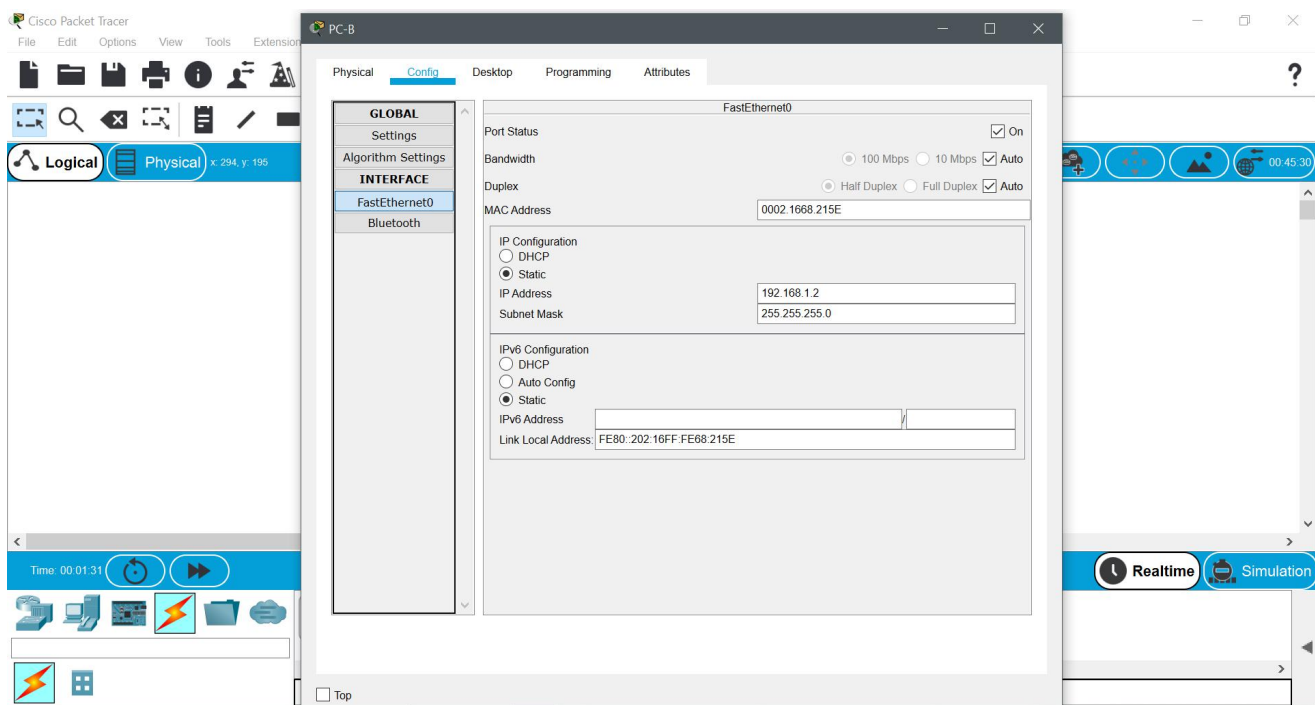 Cisco Packet Tracer
File Edit Options View Tools Extension
?
Logical
Physical
x: 294, y: 195
00:45:30
PC-B
Physical Config Desktop Programming Attributes
GLOBAL
Settings
Algorithm Settings
INTERFACE
FastEthernet0
Bluetooth
FastEthernet0
Port Status On
Bandwidth 100 Mbps 10 Mbps Auto
Duplex Half Duplex Full Duplex Auto
MAC Address 0002.1668.215E
IP Configuration
DHCP
Static
IP Address 192.168.1.2
Subnet Mask 255.255.255.0
IPv6 Configuration
DHCP
Auto Config
Static
IPv6 Address /
Link Local Address: FE80::202:16FF:FE68:215E
Top
Time: 00:01:31
Realtime
Simulation